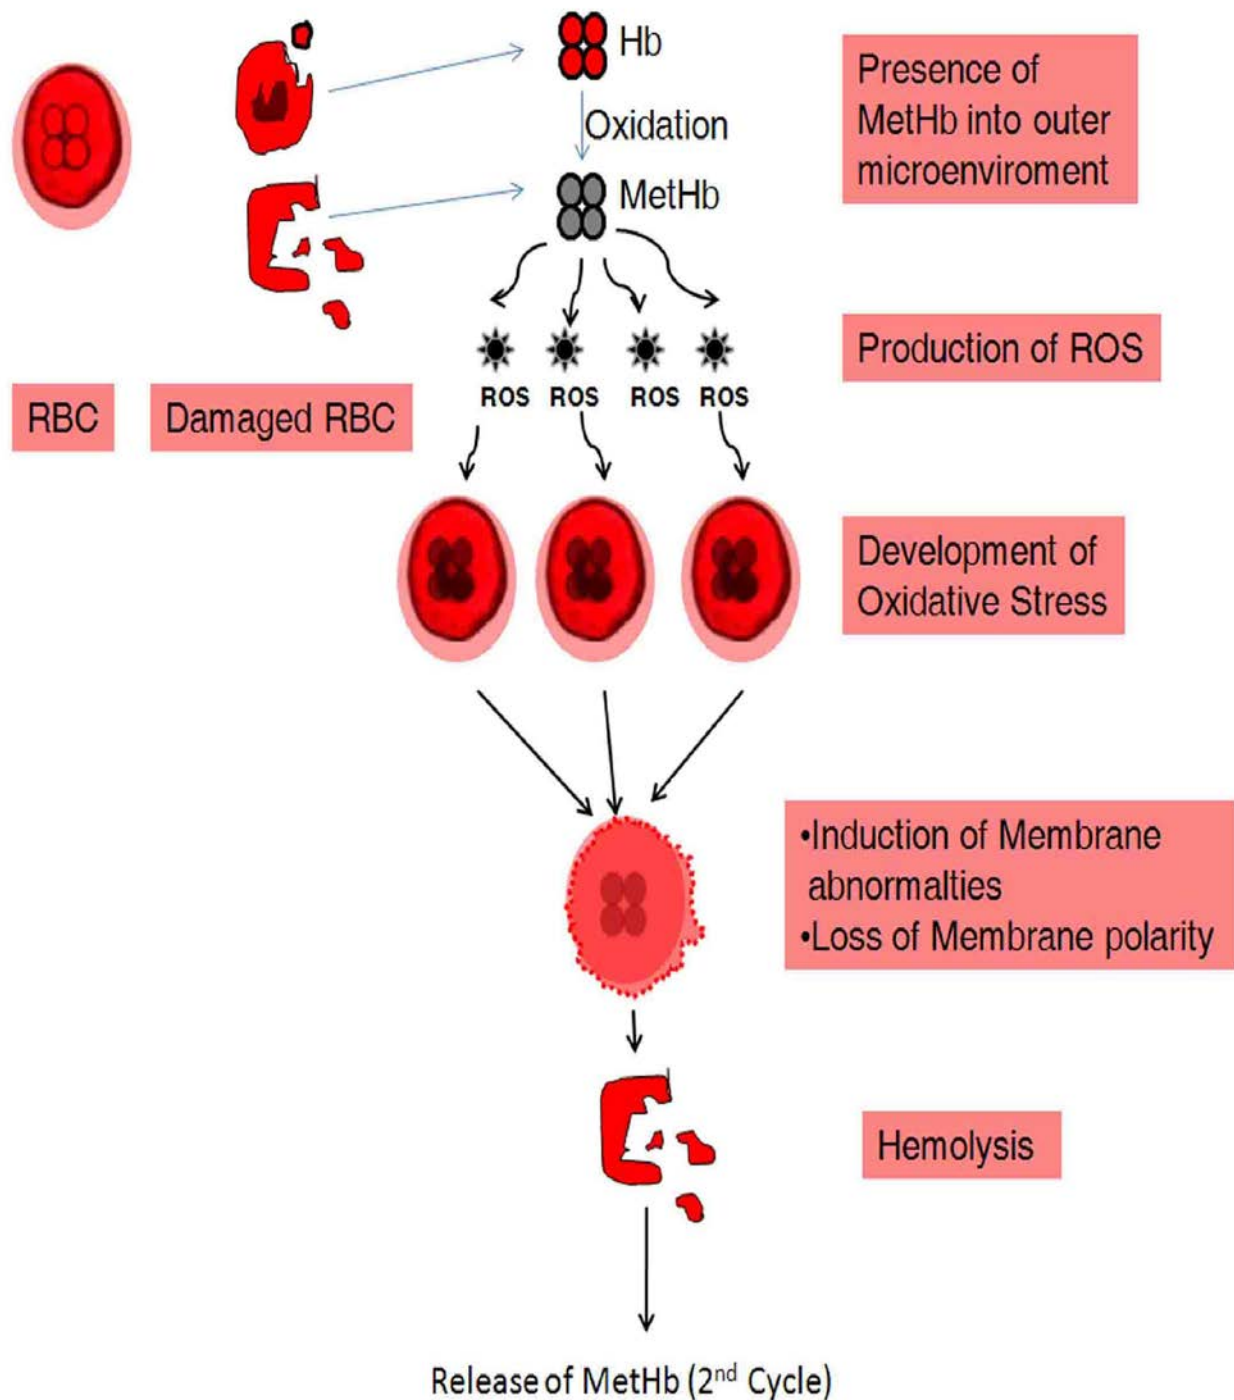 Hb
Oxidation
MetHb
Presence of
MetHb into outer
microenviroment
ROS ROS ROS ROS
Production of ROS
RBC
Damaged RBC
Development of
Oxidative Stress
•Induction of Membrane
abnormalties
•Loss of Membrane polarity
Hemolysis
Release of MetHb (2nd Cycle)